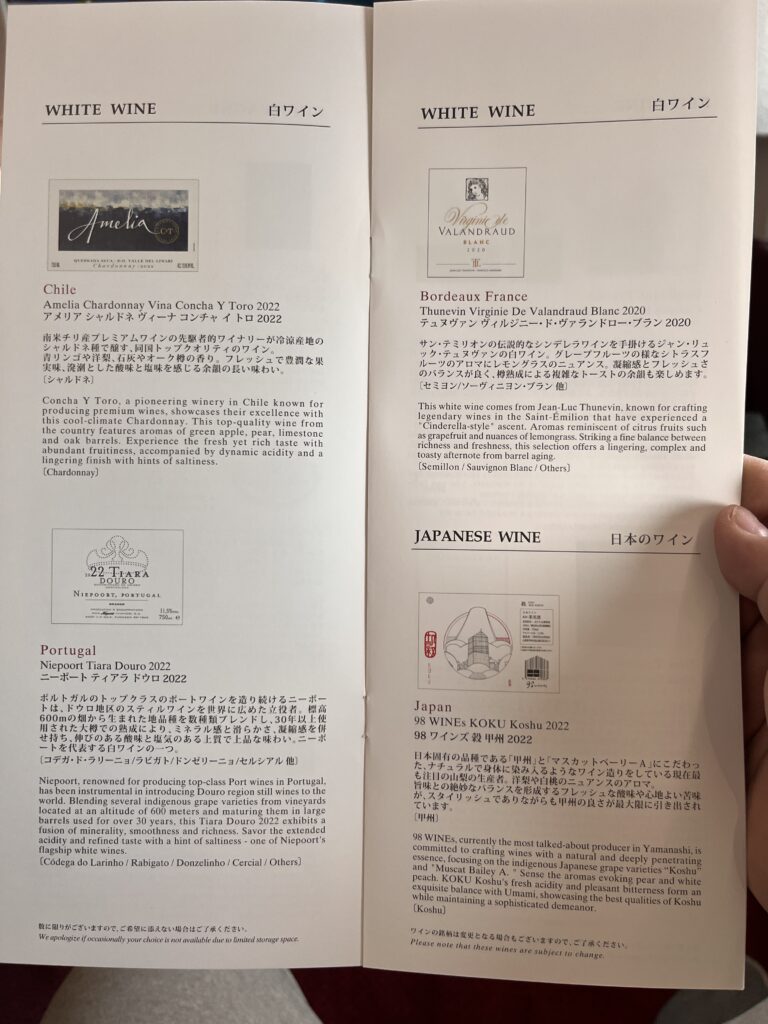 WHITE WINE 白ワイン
Amelia
Chardonnay 2022
Chile
Amelia Chardonnay Vina Concha Y Toro 2022
アメリア シャルドネ ヴィーナ コンチャ イ トロ 2022
南米チリ産プレミアムワインの先駆者的ワイナリーが冷涼産地の
シャルドネ種で醸す、同国トップクオリティのワイン。
青リンゴや洋梨、石灰やオーク樽の香り。フレッシュで豊潤な果
実味、溌溂とした酸味と塩味を感じる余韻の長い味わい。
〔シャルドネ〕
Concha Y Toro, a pioneering winery in Chile known for
producing premium wines, showcases their excellence with
this cool-climate Chardonnay. This top-quality wine from
the country features aromas of green apple, pear, limestone
and oak barrels. Experience the fresh yet rich taste with
abundant fruitiness, accompanied by dynamic acidity and a
lingering finish with hints of saltiness.
〔Chardonnay〕
2022 TIARA
DOURO
NIEPOORT, PORTUGAL
11,5%
750ml e
Portugal
Niepoort Tiara Douro 2022
ニーポート ティアラ ドウロ 2022
ポルトガルのトップクラスのポートワインを造り続けるニーポー
トは、ドウロ地区のスティルワインを世界に広めた立役者。標高
600mの畑から生まれた地品種を数種類ブレンドし、30年以上使
用された大樽での熟成により、ミネラル感と滑らかさ、凝縮感を併
せ持ち、伸びのある酸味と塩気のある上質で上品な味わい。ニーポ
ートを代表する白ワインの一つ。
〔コデガ・ド・ラリーニョ/ラビガト/ドンゼリーニョ/セルシアル 他〕
Niepoort, renowned for producing top-class Port wines in Portugal,
has been instrumental in introducing Douro region still wines to the
world. Blending several indigenous grape varieties from vineyards
located at an altitude of 600 meters and maturing them in large
barrels used for over 30 years, this Tiara Douro 2022 exhibits a
fusion of minerality, smoothness and richness. Savor the extended
acidity and refined taste with a hint of saltiness - one of Niepoort's
flagship white wines.
〔Códega do Larinho / Rabigato / Donzelinho / Cercial / Others〕
数に限りがございますので、ご希望に添えない場合はご了承ください。
We apologize if occasionally your choice is not available due to limited storage space.
WHITE WINE 白ワイン
Virginie de
VALANDRAUD
BLANC
2020
Bordeaux France
Thunevin Virginie De Valandraud Blanc 2020
テュヌヴァン ヴィルジニー・ド・ヴァランドロー・ブラン 2020
サン・テミリオンの伝説的なシンデレラワインを手掛けるジャン・リュ
ック・テュヌヴァンの白ワイン。グレープフルーツの様なシトラスフ
ルーツのアロマにレモングラスのニュアンス。凝縮感とフレッシュさ
のバランスが良く、樽熟成による複雑なトーストの余韻も楽しめます。
〔セミヨン/ソーヴィニヨン・ブラン 他〕
This white wine comes from Jean-Luc Thunevin, known for crafting
legendary wines in the Saint-Émilion that have experienced a
"Cinderella-style" ascent. Aromas reminiscent of citrus fruits such
as grapefruit and nuances of lemongrass. Striking a fine balance between
richness and freshness, this selection offers a lingering, complex and
toasty afternote from barrel aging.
〔Semillon / Sauvignon Blanc / Others〕
JAPANESE WINE 日本のワイン
Japan
98 WINEs KOKU Koshu 2022
98 ワインズ 穀 甲州 2022
日本固有の品種である「甲州」と「マスカットベーリーA」にこだわっ
た、ナチュラルで身体に染み入るようなワイン造りをしている現在最
も注目の山梨の生産者。洋梨や白桃のニュアンスのアロマ。
旨味との絶妙なバランスを形成するフレッシュな酸味や心地よい苦味
が、スタイリッシュでありながらも甲州の良さが最大限に引き出され
ています。
〔甲州〕
98 WINEs, currently the most talked-about producer in Yamanashi, is
committed to crafting wines with a natural and deeply penetrating
essence, focusing on the indigenous Japanese grape varieties "Koshu"
and "Muscat Bailey A. " Sense the aromas evoking pear and white
peach. KOKU Koshu's fresh acidity and pleasant bitterness form an
exquisite balance with Umami, showcasing the best qualities of Koshu
while maintaining a sophisticated demeanor.
〔Koshu〕
ワインの銘柄は変更となる場合もございますので、ご了承ください。
Please note that these wines are subject to change.